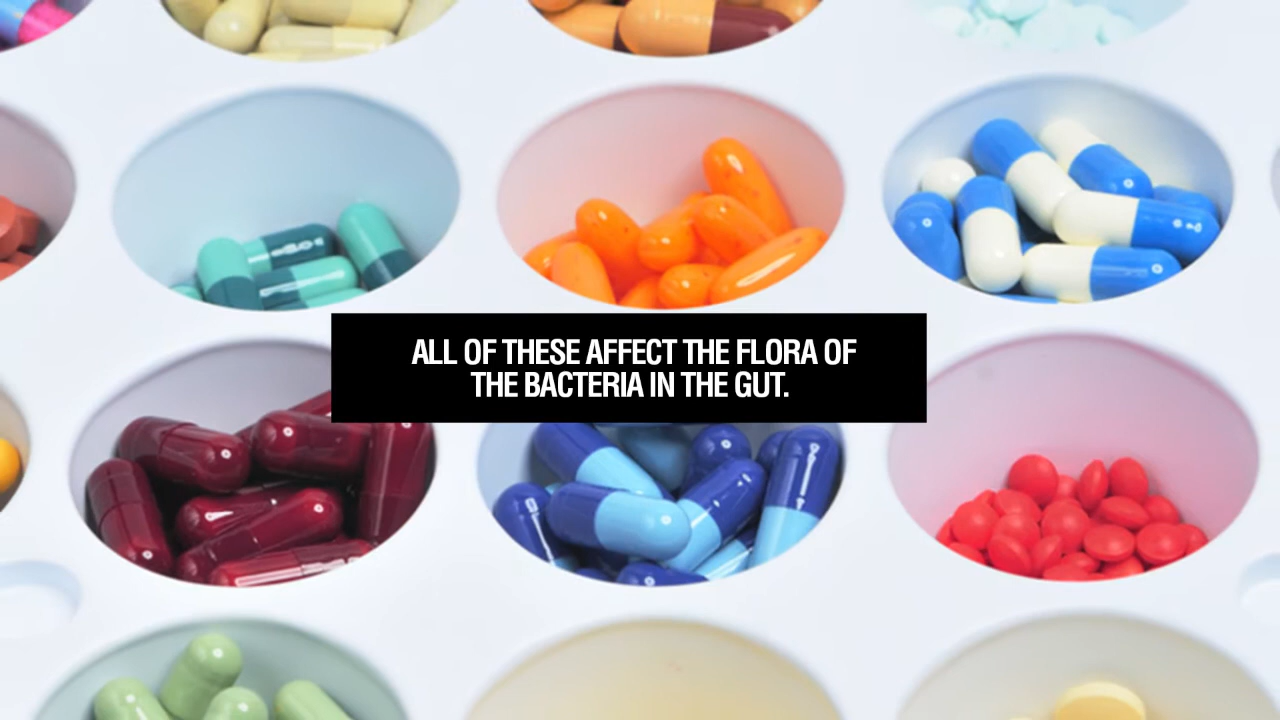 ALL OF THESE AFFECT THE FLORA OF
THE BACTERIA IN THE GUT.